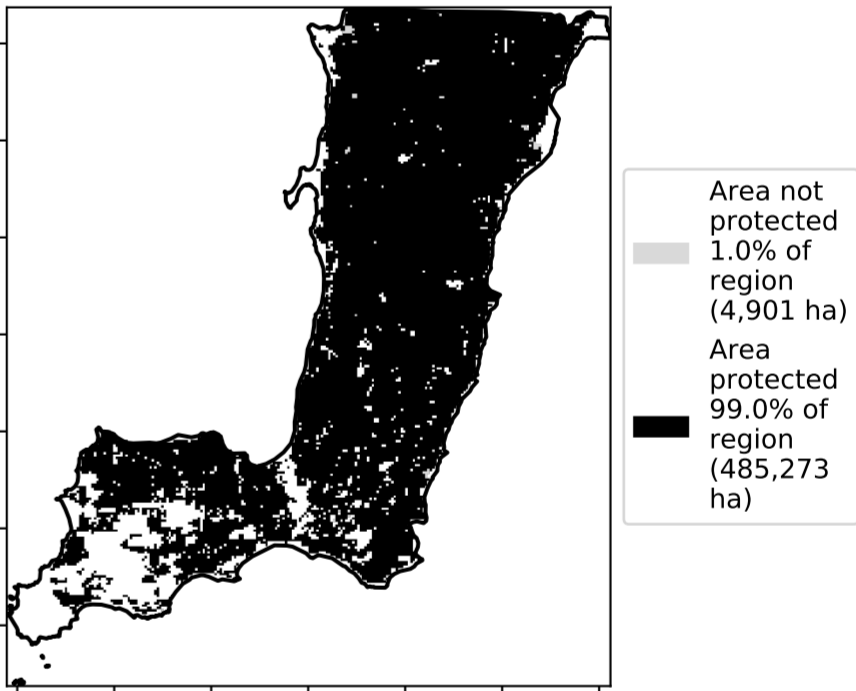 Area not
protected
1.0% of
region
(4,901 ha)
Area
protected
99.0% of
region
(485,273
ha)